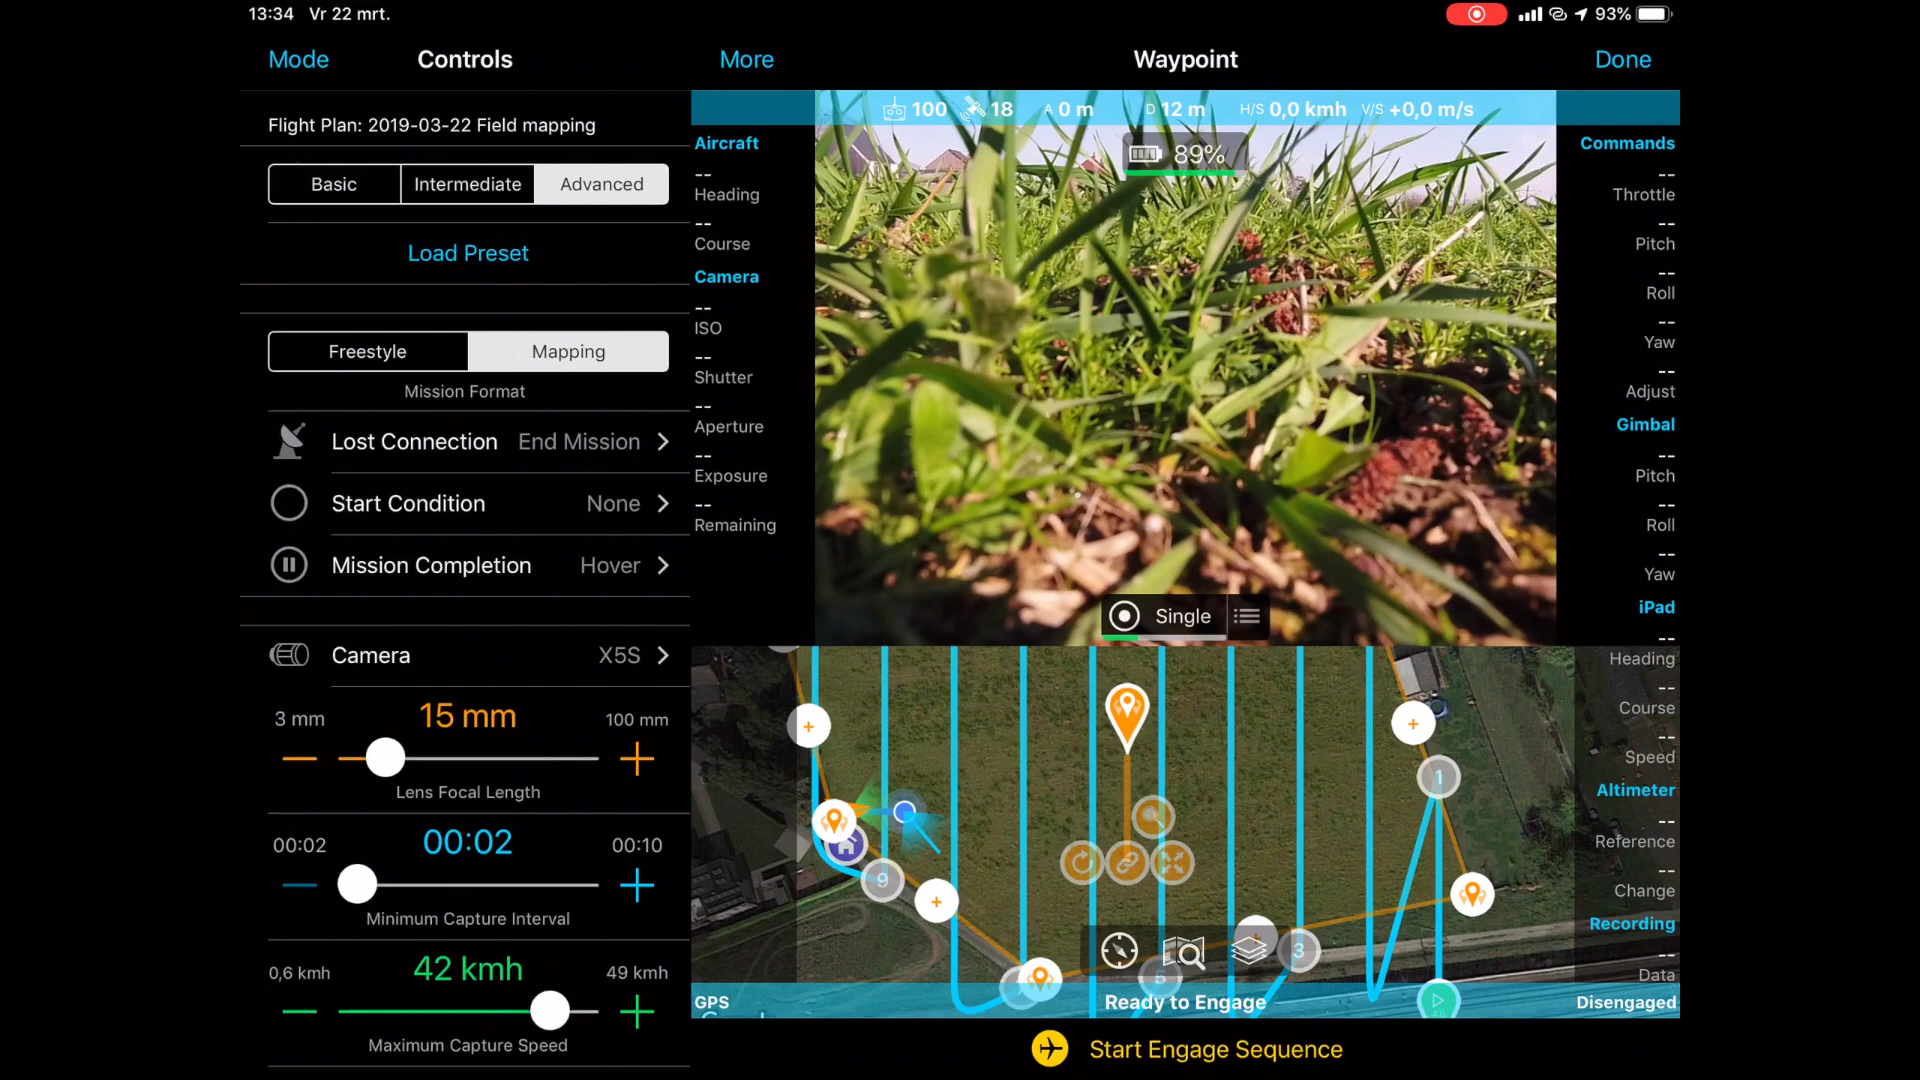 13:34 Vr 22 mrt.
93%
Mode Controls More Waypoint Done
Flight Plan: 2019-03-22 Field mapping
Basic Intermediate Advanced
Load Preset
Freestyle Mapping
Mission Format
Lost Connection End Mission
Start Condition None
Mission Completion Hover
Camera X5S
3 mm 15 mm 100 mm
Lens Focal Length
00:02 00:02 00:10
Minimum Capture Interval
0,6 kmh 42 kmh 49 kmh
Maximum Capture Speed
100 18 A 0 m D 12 m H/S 0,0 kmh V/S +0,0 m/s
89%
Aircraft
--
Heading
--
Course
Camera
--
ISO
--
Shutter
--
Aperture
--
Exposure
--
Remaining
Single
Commands
--
Throttle
--
Pitch
--
Roll
--
Yaw
--
Adjust
Gimbal
--
Pitch
--
Roll
--
Yaw
iPad
--
Heading
--
Course
--
Speed
Altimeter
--
Reference
--
Change
Recording
--
Data
1
9
3
5
GPS Ready to Engage Disengaged
Start Engage Sequence